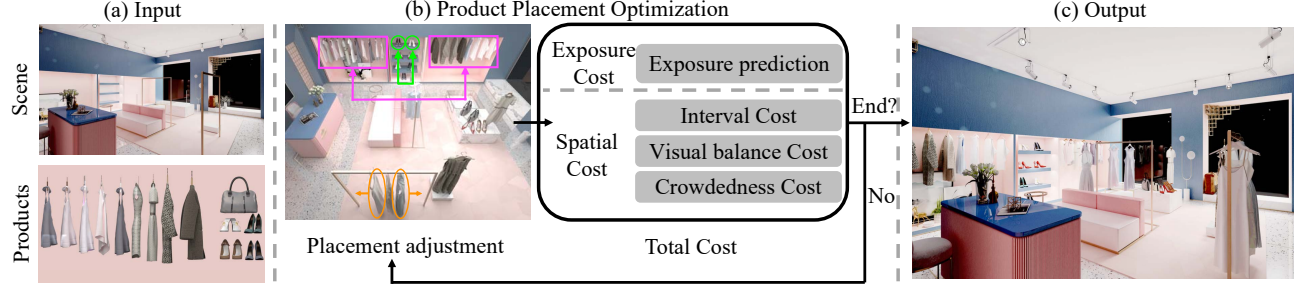 (a) Input
(b) Product Placement Optimization
(c) Output
Scene
Products
Exposure
Cost
Exposure prediction
Spatial
Cost
Interval Cost
Visual balance Cost
Crowdedness Cost
End?
No
Placement adjustment
Total Cost